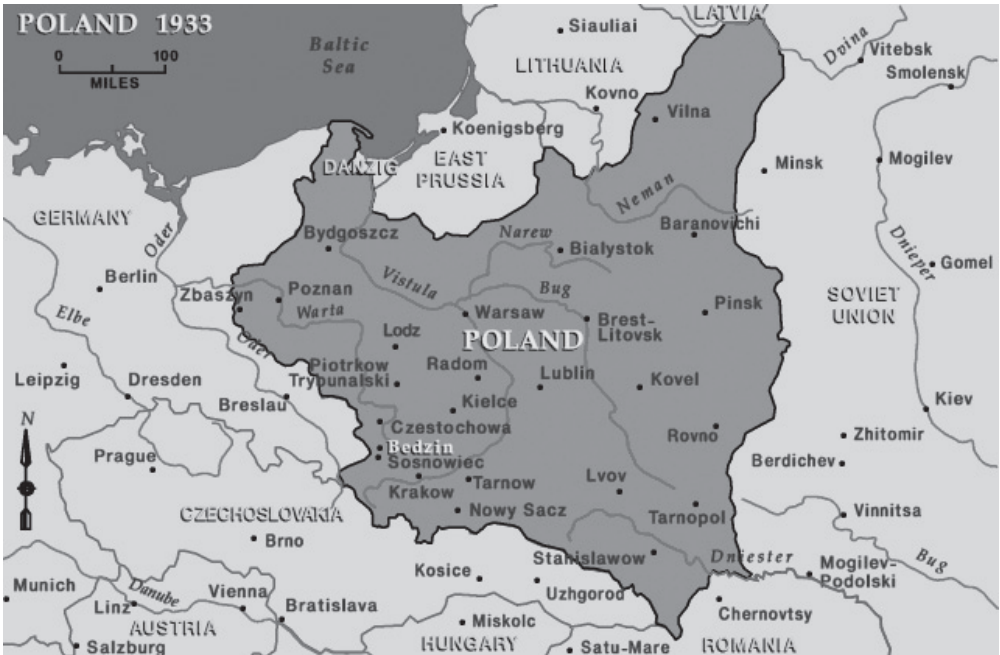 POLAND 1933
0 100
MILES
Baltic
Sea
LATVIA
Siauliai
LITHUANIA
Kovno
Dvina
Vitebsk
Smolensk
Vilna
Koenigsberg
EAST
PRUSSIA
DANZIG
Minsk
Mogilev
Neman
GERMANY
Oder
Bydgoszcz
Narew
Bialystok
Baranovichi
Dnieper
Gomel
Berlin
Zbaszyn
Poznan
Warta
Vistula
Bug
Warsaw
Brest-
Litovsk
Pinsk
SOVIET
UNION
Elbe
Oder
Lodz
POLAND
Leipzig
Dresden
Breslau
Piotrkow
Trybunalski
Radom
Lublin
Kovel
Kielce
Kiev
N
Czestochowa
Rovno
Zhitomir
Prague
Bedzin
Sosnowiec
Berdichev
Krakow
Tarnow
Lvov
CZECHOSLOVAKIA
Nowy Sacz
Tarnopol
Vinnitsa
Brno
Stanislawow
Dniester
Bug
Mogilev-
Podolski
Munich
Danube
Linz
Vienna
Bratislava
Kosice
Uzhgorod
Chernovtsy
AUSTRIA
Salzburg
Miskolc
HUNGARY
Satu-Mare
ROMANIA